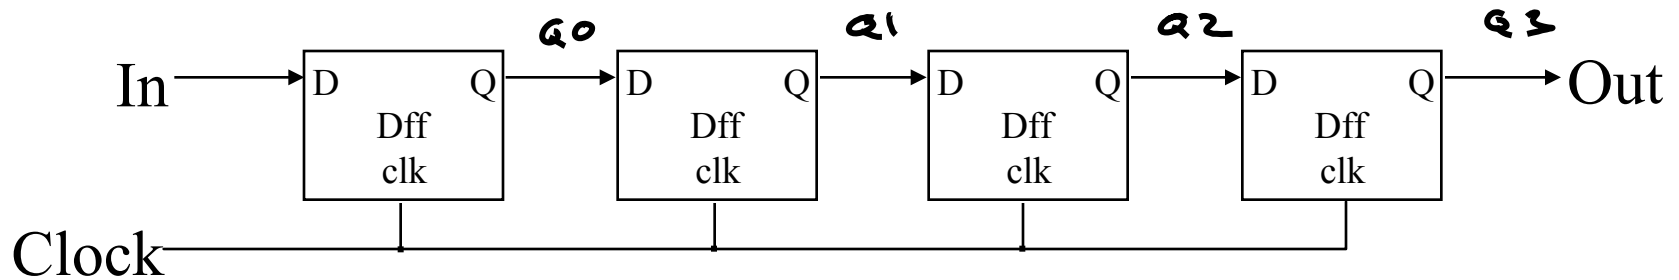 Q0 Q1 Q2 Q3
In D Q D Q D Q D Q Out
Dff Dff Dff Dff
clk clk clk clk
Clock